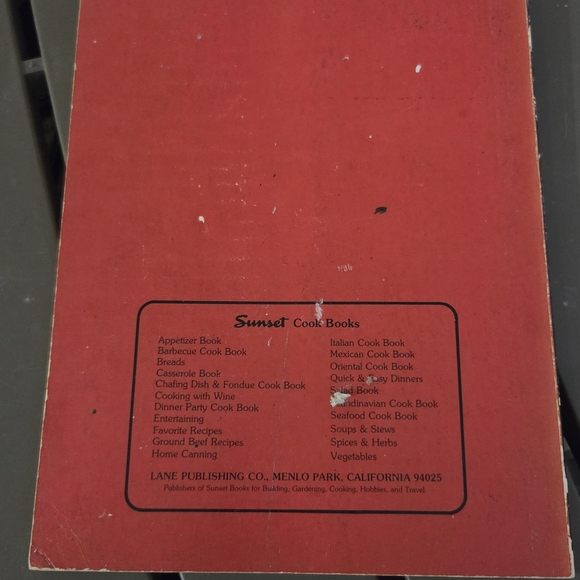 Sunset Cook Books
Appetizer Book
Barbecue Cook Book
Breads
Casserole Book
Chafing Dish & Fondue Cook Book
Cooking with Wine
Dinner Party Cook Book
Entertaining
Favorite Recipes
Ground Beef Recipes
Home Canning
Italian Cook Book
Mexican Cook Book
Oriental Cook Book
Quick & Easy Dinners
Salad Book
Scandinavian Cook Book
Seafood Cook Book
Soups & Stews
Spices & Herbs
Vegetables
LANE PUBLISHING CO., MENLO PARK, CALIFORNIA 94025
Publishers of Sunset Books for Building, Gardening, Cooking, Hobbies, and Travel.